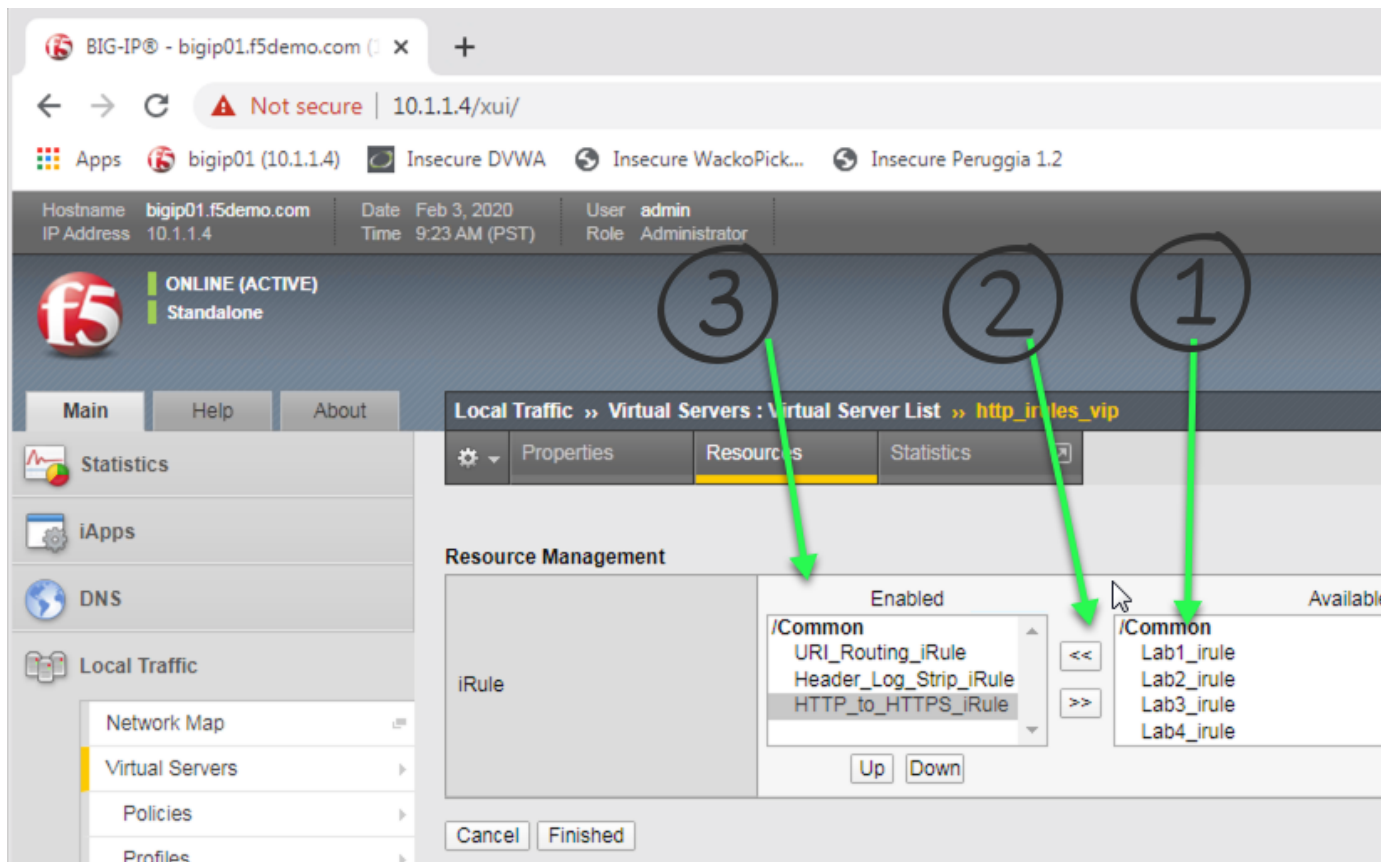 BIG-IP® - bigip01.f5demo.com (
Not secure | 10.1.1.4/xui/
Apps bigip01 (10.1.1.4) Insecure DVWA Insecure WackoPick... Insecure Peruggia 1.2
Hostname bigip01.f5demo.com Date Feb 3, 2020 User admin
IP Address 10.1.1.4 Time 9:23 AM (PST) Role Administrator
3 2 1
f5
ONLINE (ACTIVE)
Standalone
Main Help About
Local Traffic ›› Virtual Servers : Virtual Server List ›› http_irules_vip
Properties Resources Statistics
Statistics
iApps
DNS
Local Traffic
Network Map
Virtual Servers
Policies
Profiles
Resource Management
iRule
Enabled
/Common
URI_Routing_iRule
Header_Log_Strip_iRule
HTTP_to_HTTPS_iRule
Up Down
<<
>>
Available
/Common
Lab1_irule
Lab2_irule
Lab3_irule
Lab4_irule
Cancel Finished